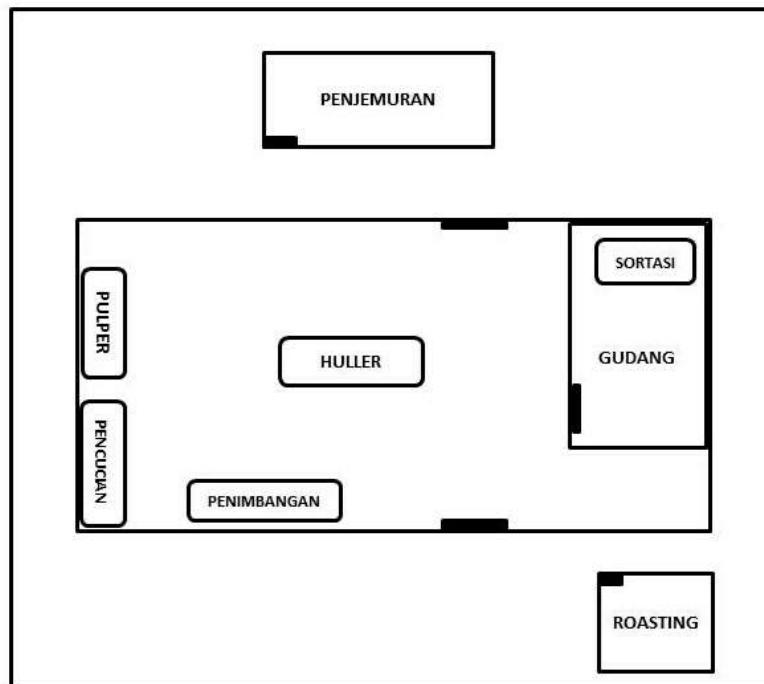 PENJEMURAN
SORTASI
PULPER
HULLER
GUDANG
PENCUCIAN
PENIMBANGAN
ROASTING